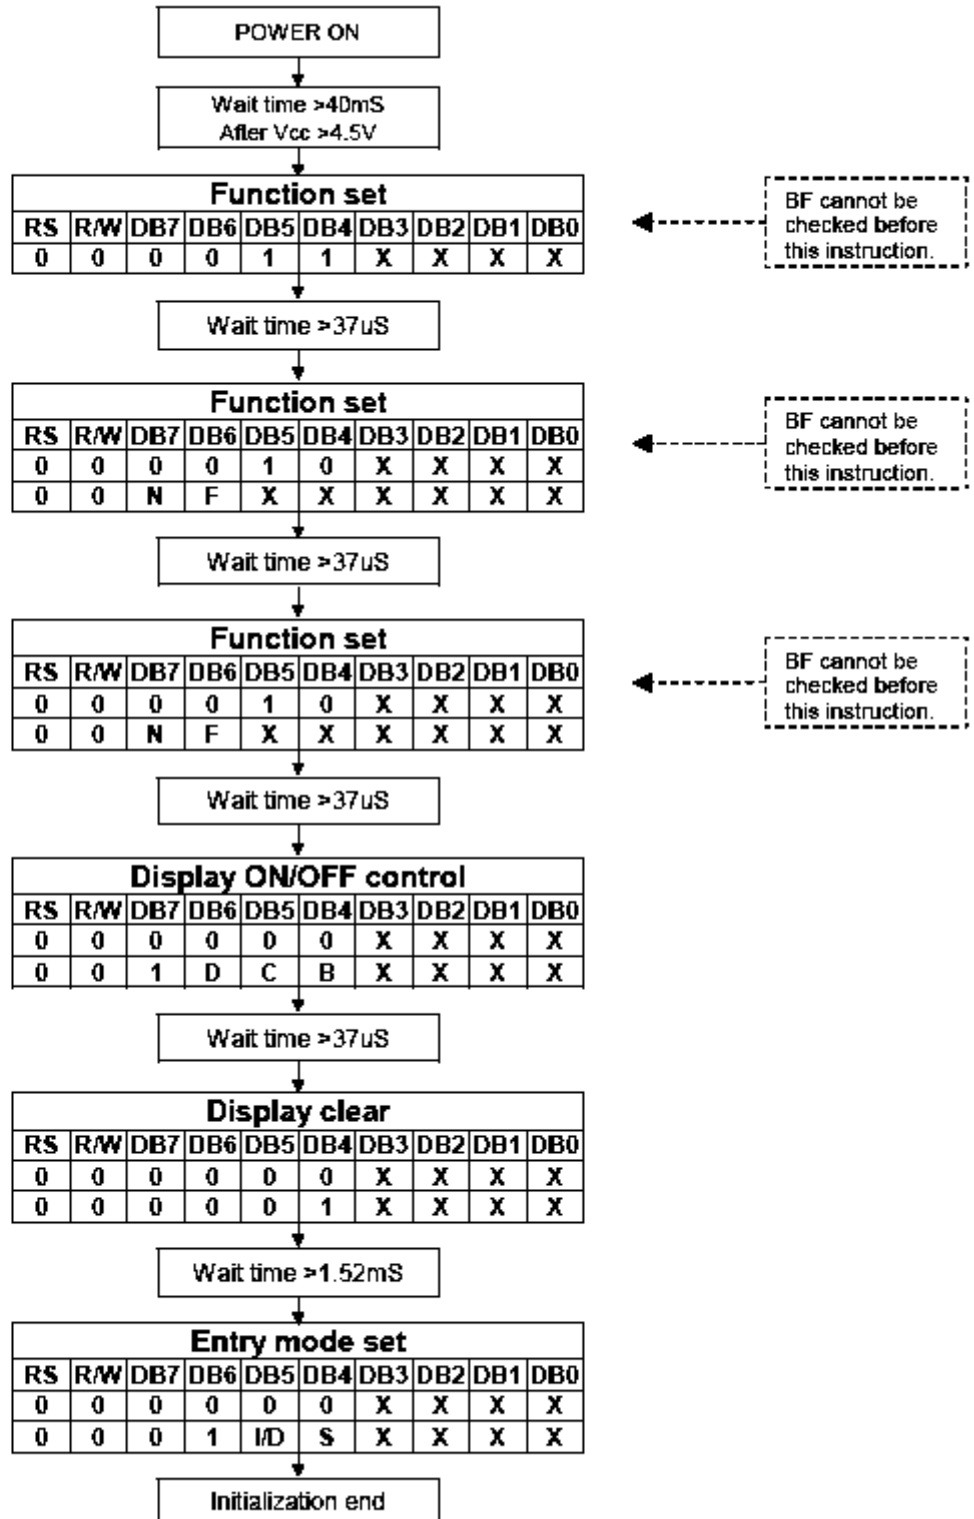 POWER ON
Wait time >40mS
After Vcc >4.5V
Function set
RS R/W DB7 DB6 DB5 DB4 DB3 DB2 DB1 DB0
0 0 0 0 1 1 X X X X
BF cannot be
checked before
this instruction.
Wait time >37uS
Function set
RS R/W DB7 DB6 DB5 DB4 DB3 DB2 DB1 DB0
0 0 0 0 1 0 X X X X
0 0 N F X X X X X X
BF cannot be
checked before
this instruction.
Wait time >37uS
Function set
RS R/W DB7 DB6 DB5 DB4 DB3 DB2 DB1 DB0
0 0 0 0 1 0 X X X X
0 0 N F X X X X X X
BF cannot be
checked before
this instruction.
Wait time >37uS
Display ON/OFF control
RS R/W DB7 DB6 DB5 DB4 DB3 DB2 DB1 DB0
0 0 0 0 0 0 X X X X
0 0 1 D C B X X X X
Wait time >37uS
Display clear
RS R/W DB7 DB6 DB5 DB4 DB3 DB2 DB1 DB0
0 0 0 0 0 0 X X X X
0 0 0 0 0 1 X X X X
Wait time >1.52mS
Entry mode set
RS R/W DB7 DB6 DB5 DB4 DB3 DB2 DB1 DB0
0 0 0 0 0 0 X X X X
0 0 0 1 I/D S X X X X
Initialization end